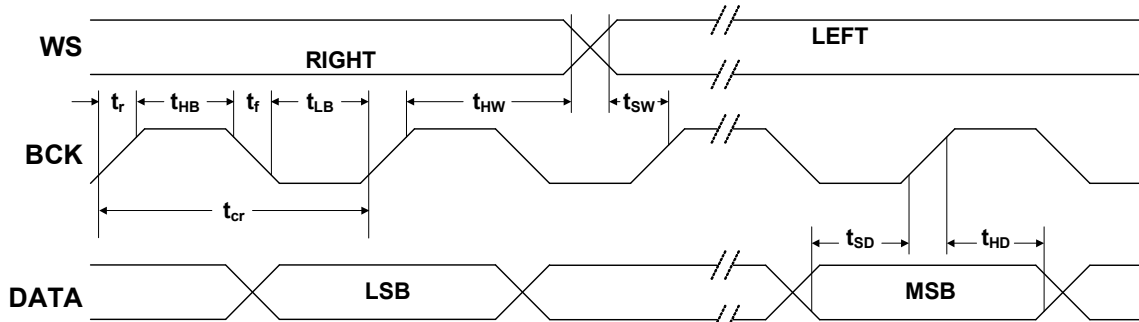 WS
RIGHT
LEFT
tr
tHB
tf
tLB
tHW
tSW
BCK
tcr
tSD
tHD
DATA
LSB
MSB